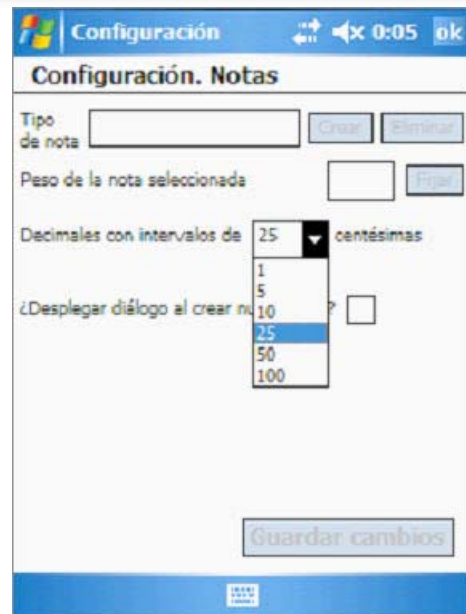 Configuración 0:05 ok
Configuración. Notas
Tipo
de nota Crear Eliminar
Peso de la nota seleccionada Fijar
Decimales con intervalos de 25 centésimas
1
5
¿Desplegar diálogo al crear nu ?
10
25
50
100
Guardar cambios